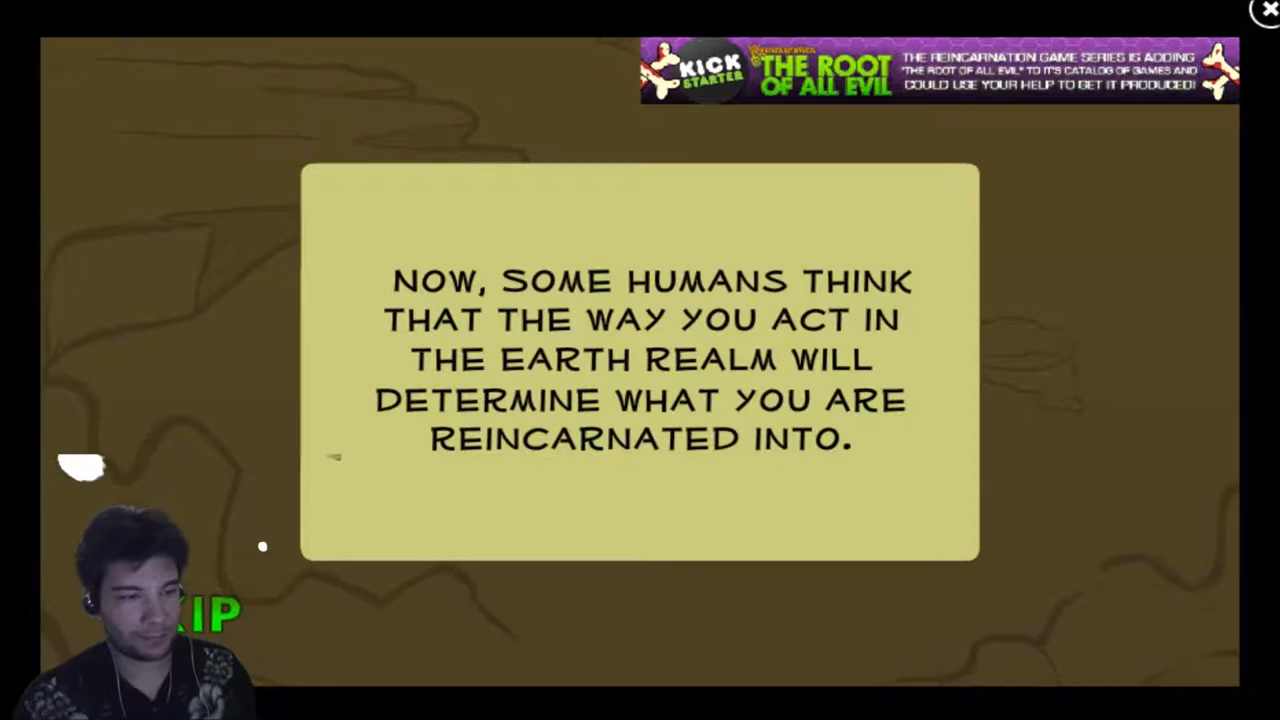 KICK
STARTER
THE ROOT
OF ALL EVIL
THE REINCARNATION GAME SERIES IS ADDING
"THE ROOT OF ALL EVIL" TO IT'S CATALOG OF GAMES AND
COULD USE YOUR HELP TO GET IT PRODUCED!
NOW, SOME HUMANS THINK
THAT THE WAY YOU ACT IN
THE EARTH REALM WILL
DETERMINE WHAT YOU ARE
REINCARNATED INTO.
KIP